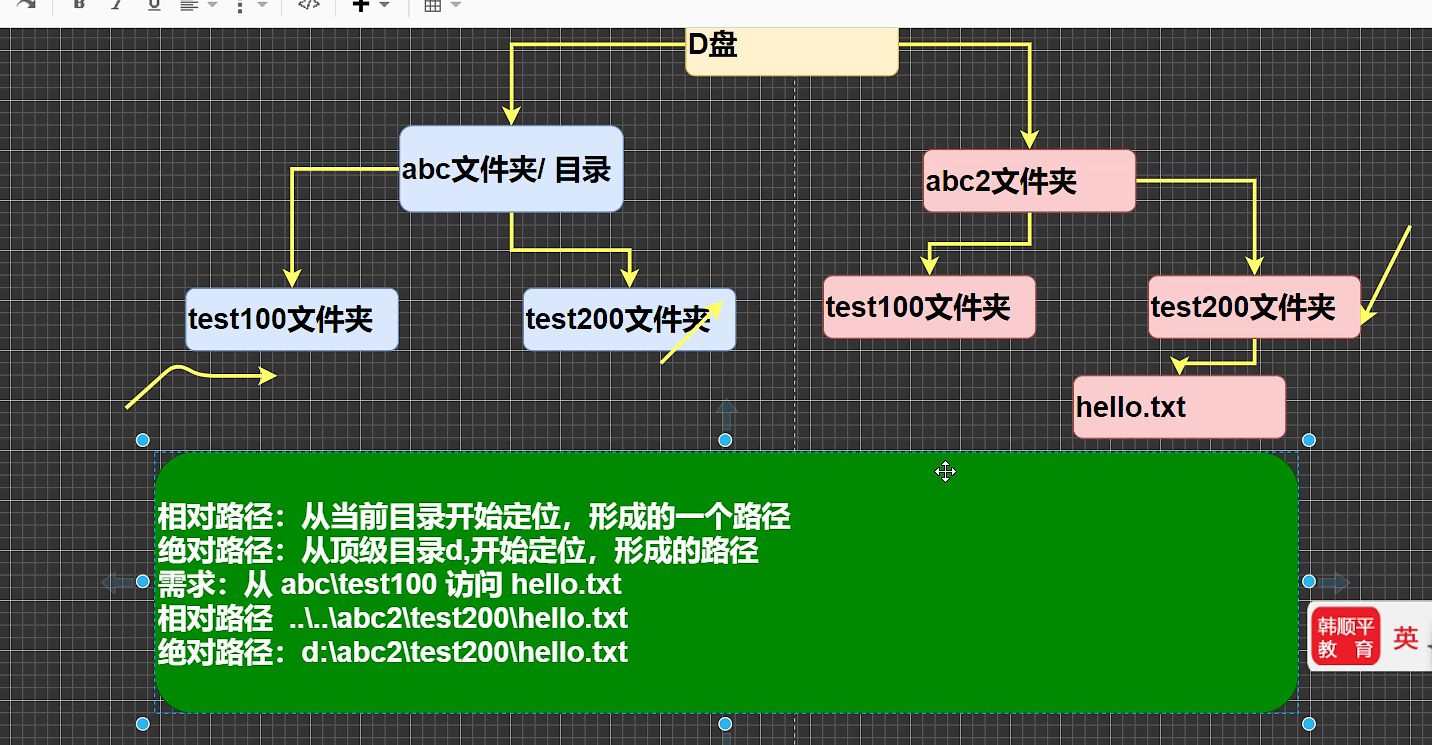 B I U </>
D盘
abc文件夹/ 目录
abc2文件夹
test100文件夹
test200文件夹
test100文件夹
test200文件夹
hello.txt
相对路径：从当前目录开始定位，形成的一个路径
绝对路径：从顶级目录d,开始定位，形成的路径
需求：从 abc\test100 访问 hello.txt
相对路径 ..\..\abc2\test200\hello.txt
绝对路径：d:\abc2\test200\hello.txt
韩顺平
教 育
英